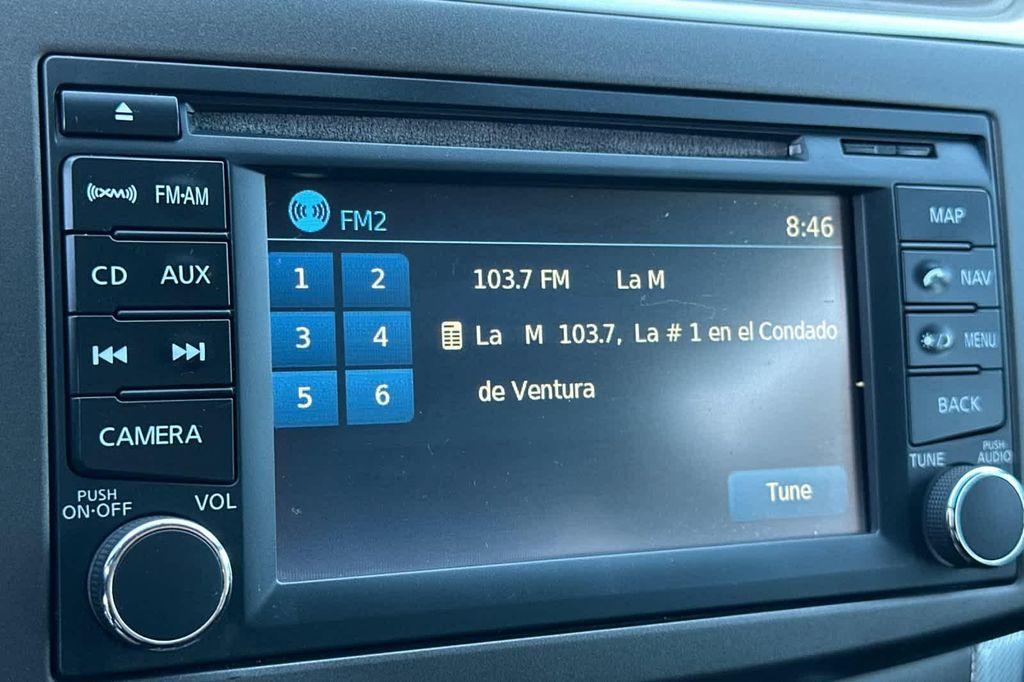 XM FM·AM
CD AUX
CAMERA
PUSH
ON·OFF
VOL
FM2 8:46
1 2
3 4
5 6
103.7 FM La M
La M 103.7, La # 1 en el Condado
de Ventura
Tune
MAP
NAV
MENU
BACK
TUNE
PUSH
AUDIO